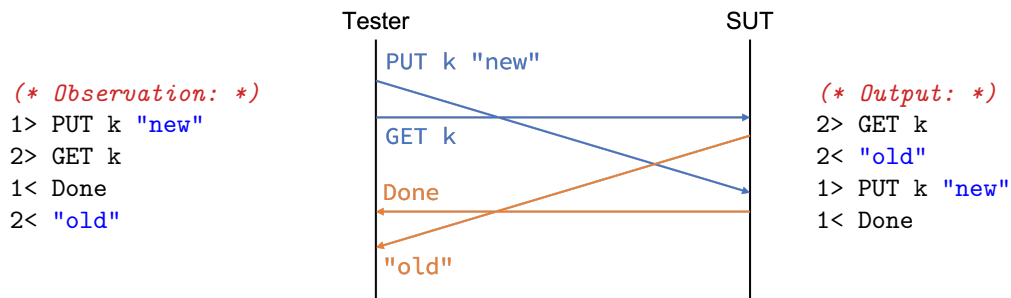 Tester
SUT
(* Observation: *)
1> PUT k "new"
2> GET k
1< Done
2< "old"
PUT k "new"
GET k
Done
"old"
(* Output: *)
2> GET k
2< "old"
1> PUT k "new"
1< Done